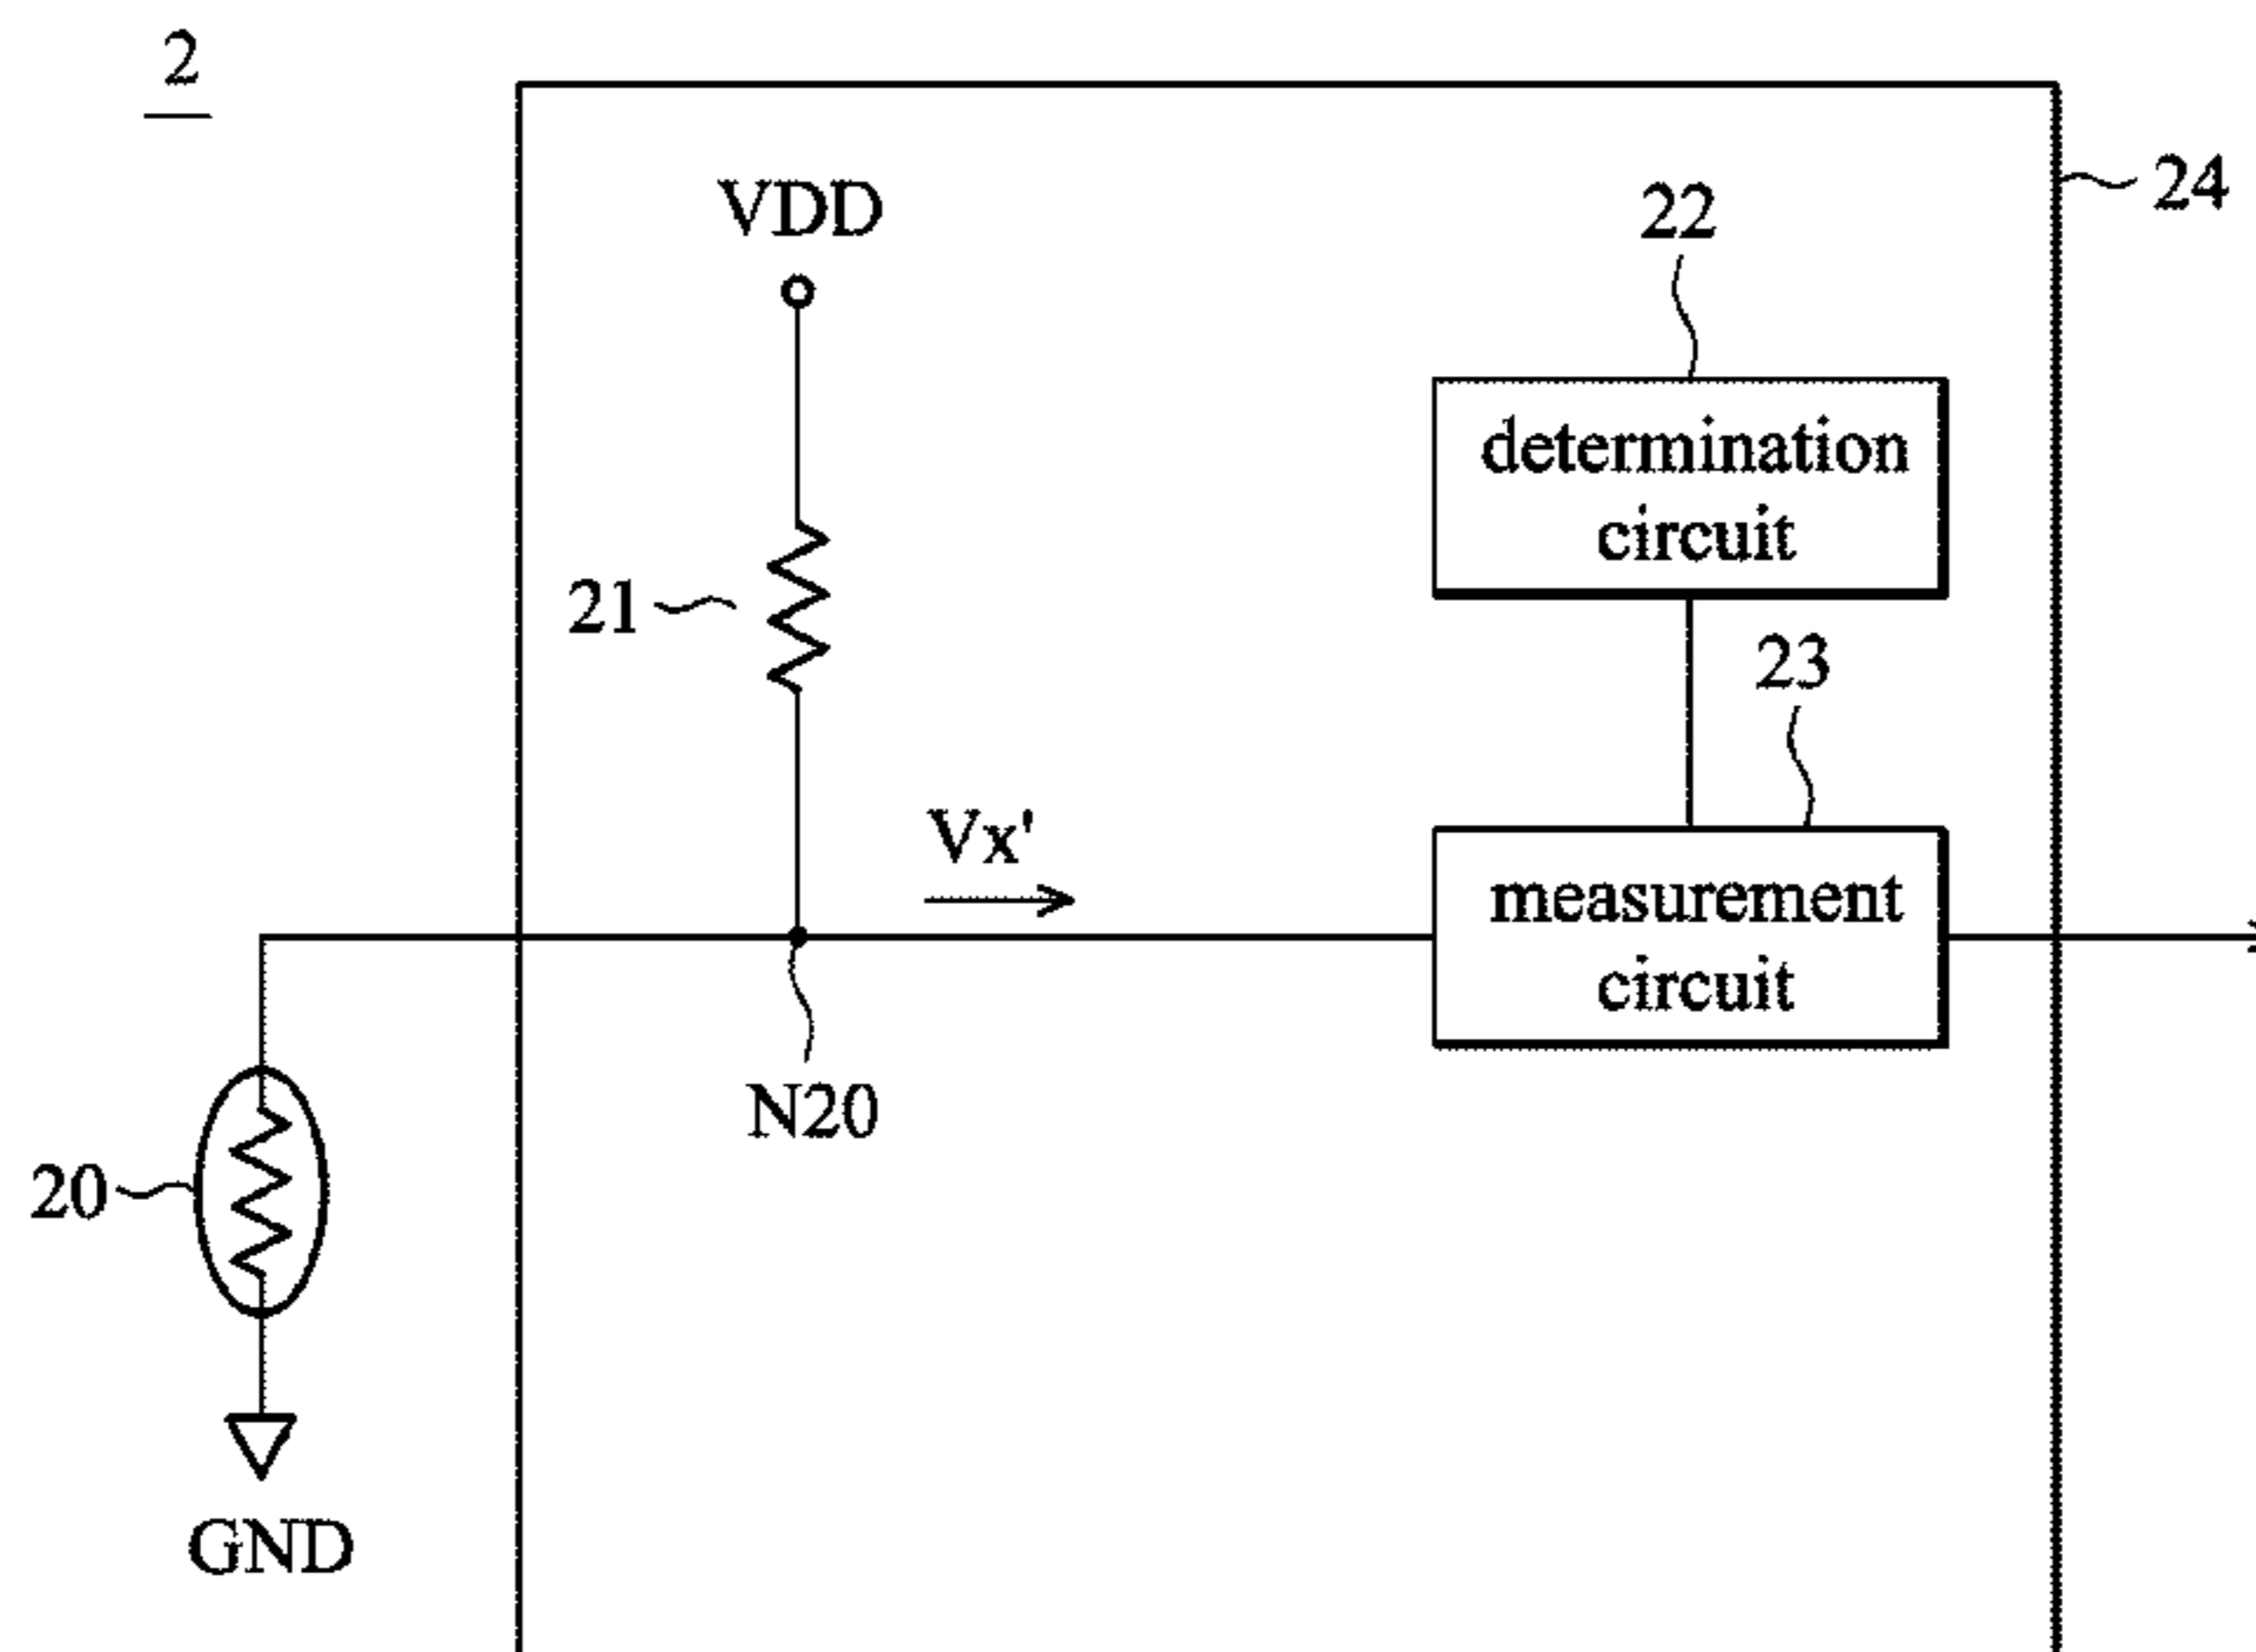 2
24
VDD
22
determination
circuit
21
23
Vx'
measurement
circuit
N20
20
GND